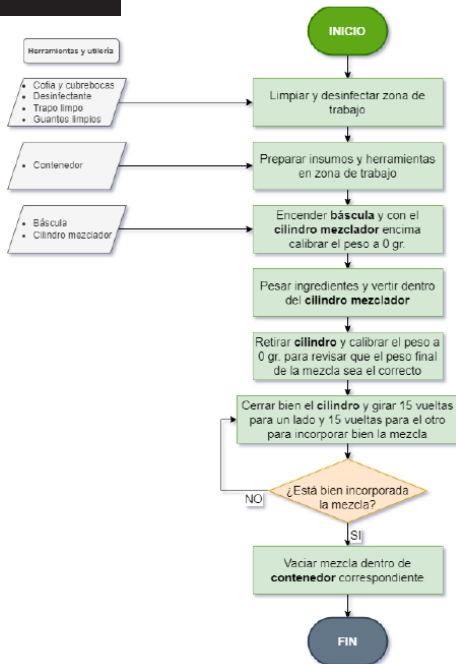 INICIO
Herramientas y utilería
Cofia y cubrebocas
Desinfectante
Trapo limpo
Guantes limpios
Limpiar y desinfectar zona de
trabajo
Contenedor
Preparar insumos y herramientas
en zona de trabajo
Báscula
Cilindro mezclador
Encender báscula y con el
cilindro mezclador encima
calibrar el peso a 0 gr.
Pesar ingredientes y vertir dentro
del cilindro mezclador
Retirar cilindro y calibrar el peso a
0 gr. para revisar que el peso final
de la mezcla sea el correcto
Cerrar bien el cilindro y girar 15 vueltas
para un lado y 15 vueltas para el otro
para incorporar bien la mezcla
¿Está bien incorporada
la mezcla?
NO
SI
Vaciar mezcla dentro de
contenedor correspondiente
FIN